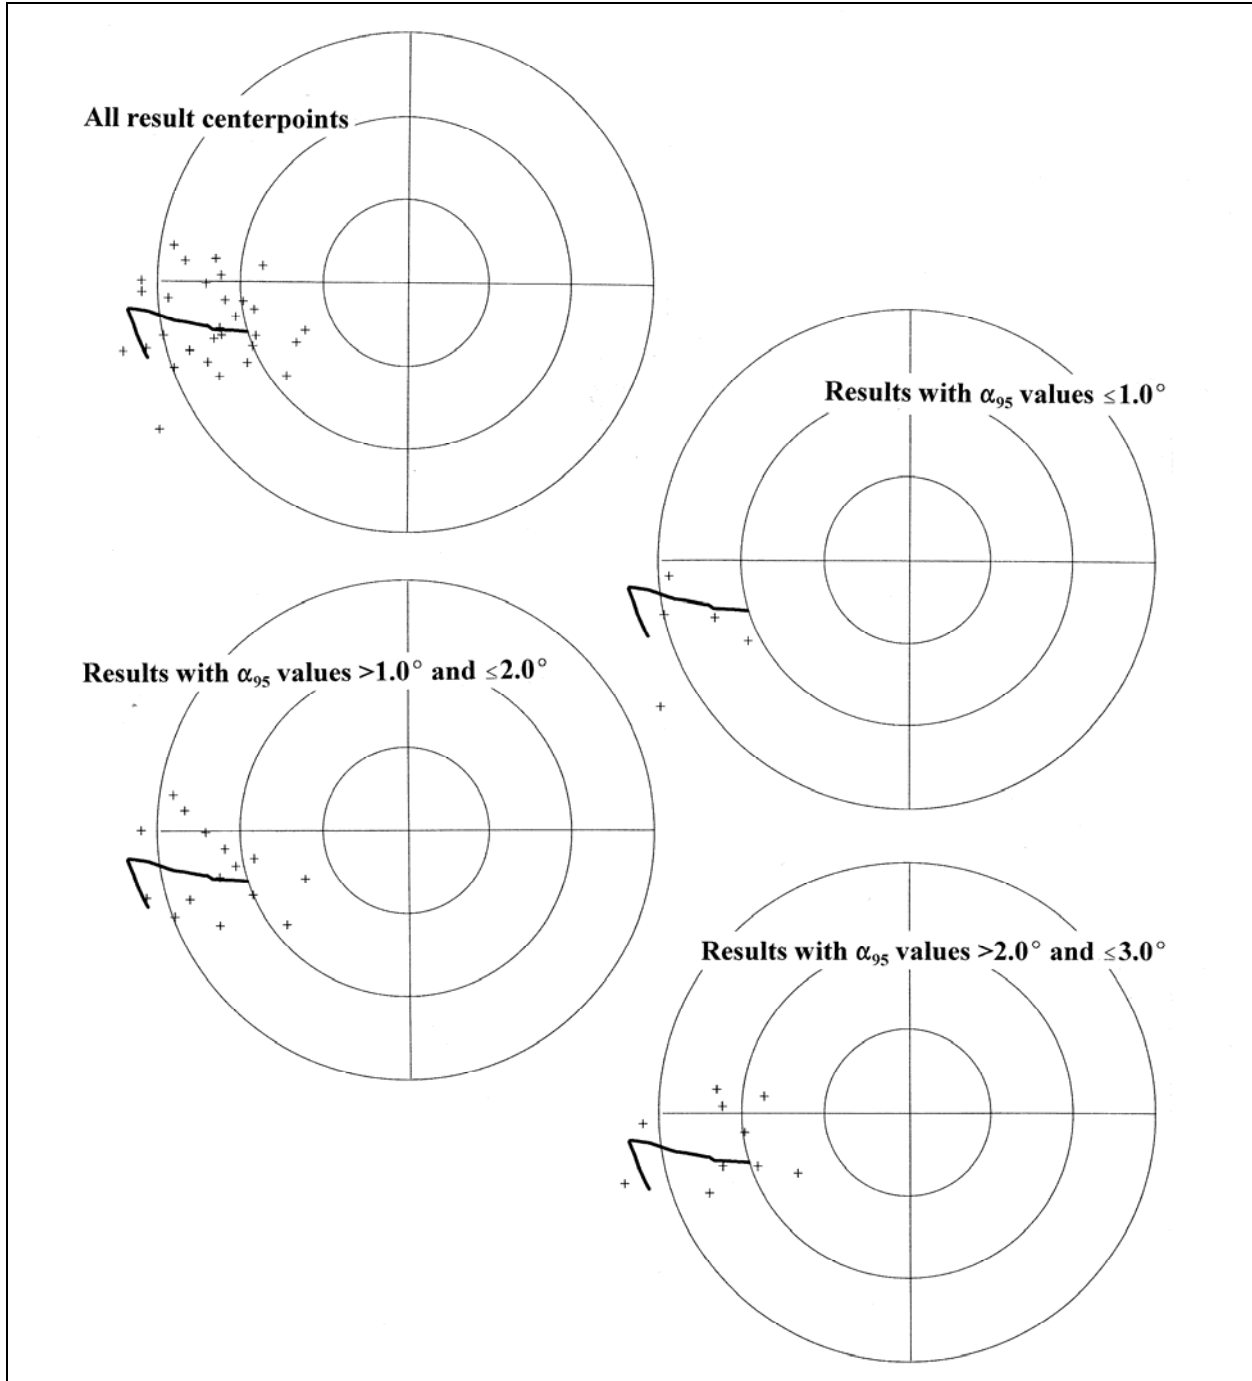 All result centerpoints
Results with α₉₅ values ≤1.0°
Results with α₉₅ values >1.0° and ≤2.0°
Results with α₉₅ values >2.0° and ≤3.0°